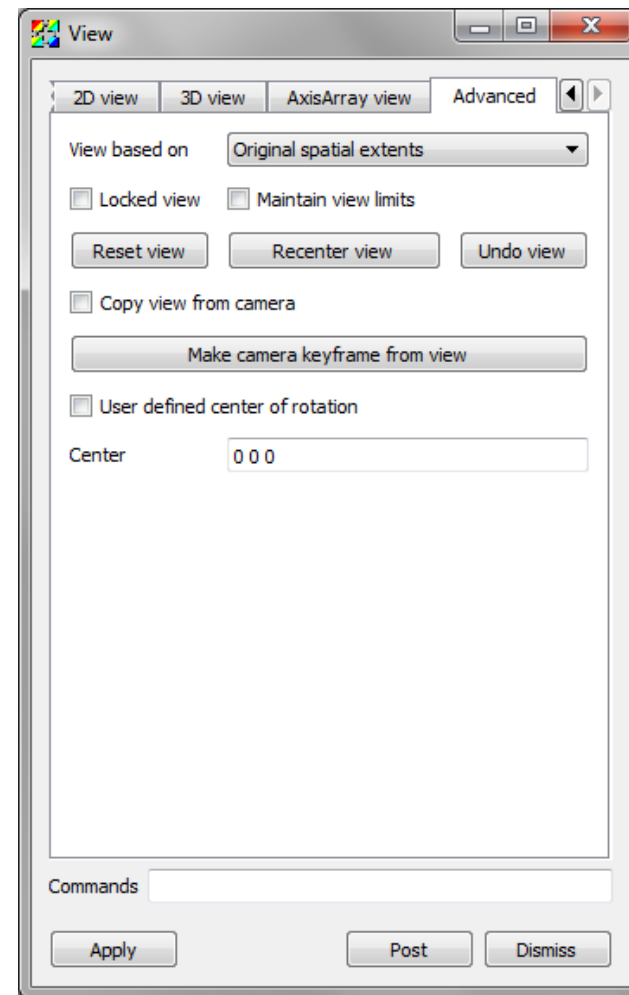 View
2D view 3D view AxisArray view Advanced
View based on Original spatial extents
Locked view Maintain view limits
Reset view Recenter view Undo view
Copy view from camera
Make camera keyframe from view
User defined center of rotation
Center 0 0 0
Commands
Apply Post Dismiss